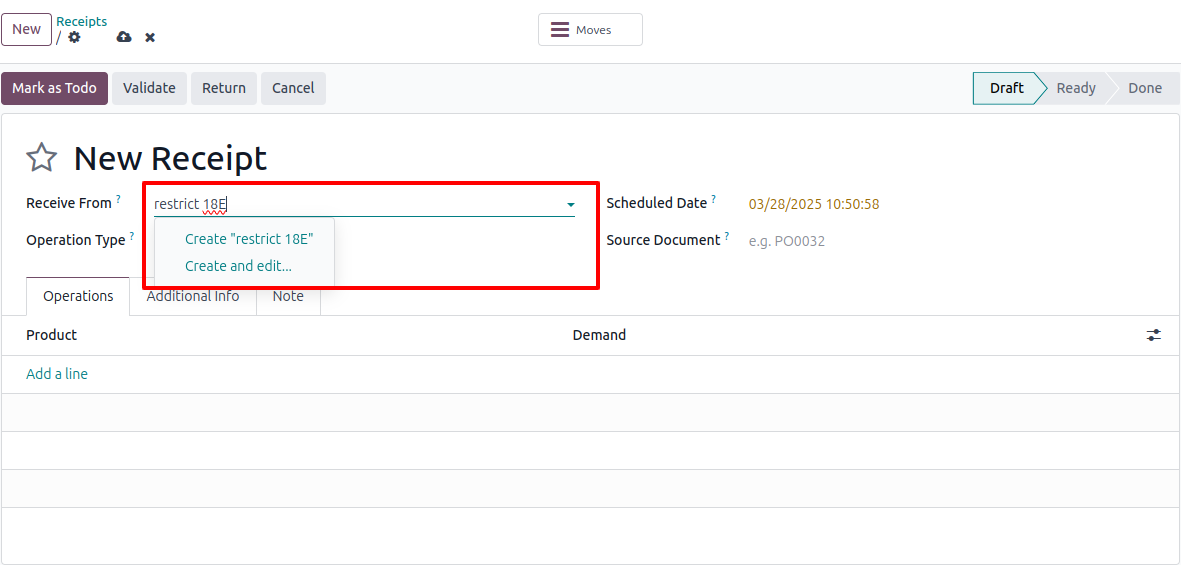 New
Receipts
/
Moves
Mark as Todo
Validate
Return
Cancel
Draft
Ready
Done
New Receipt
Receive From ?
restrict 18E
Scheduled Date ?
03/28/2025 10:50:58
Operation Type ?
Create "restrict 18E"
Create and edit...
Source Document ?
e.g. PO0032
Operations
Additional Info
Note
Product
Demand
Add a line